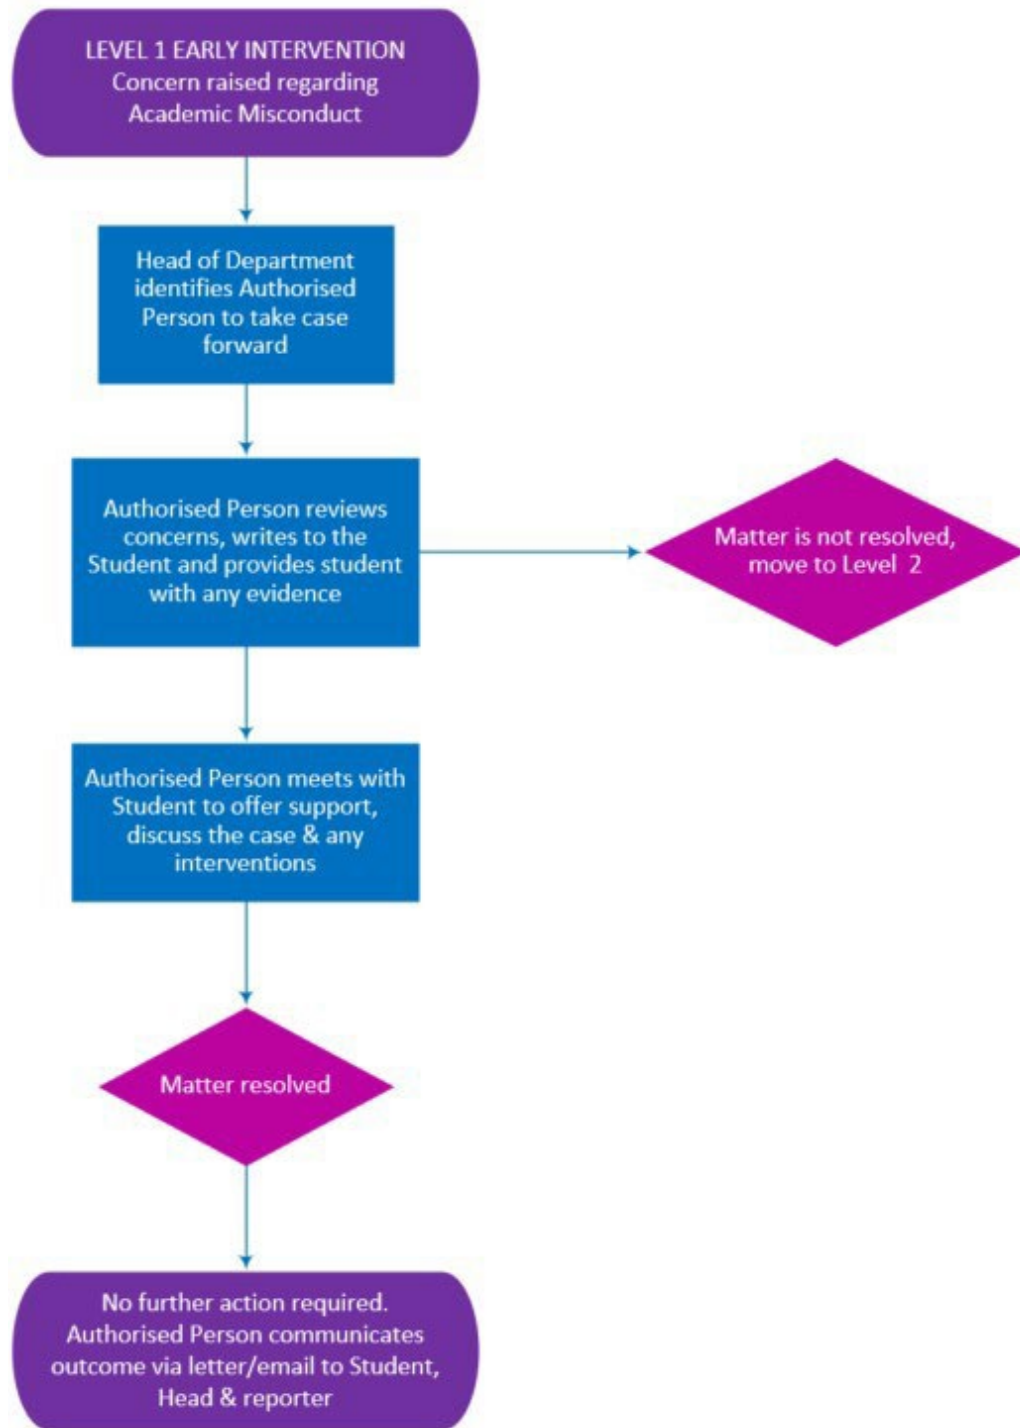 LEVEL 1 EARLY INTERVENTION
Concern raised regarding
Academic Misconduct
Head of Department
identifies Authorised
Person to take case
forward
Authorised Person reviews
concerns, writes to the
Student and provides student
with any evidence
Matter is not resolved,
move to Level 2
Authorised Person meets with
Student to offer support,
discuss the case & any
interventions
Matter resolved
No further action required.
Authorised Person communicates
outcome via letter/email to Student,
Head & reporter